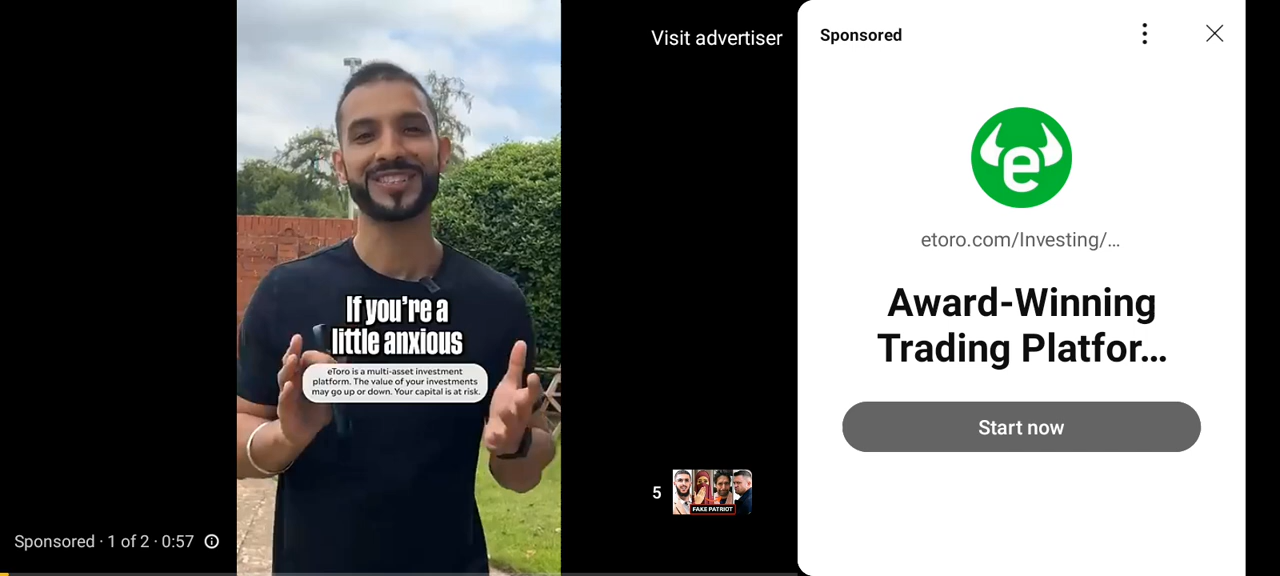 Visit advertiser
If you're a
little anxious
eToro is a multi-asset investment
platform. The value of your investments
may go up or down. Your capital is at risk.
5
FAKE PATRIOT
Sponsored · 1 of 2 · 0:57
Sponsored
e
etoro.com/Investing/...
Award-Winning
Trading Platfor...
Start now